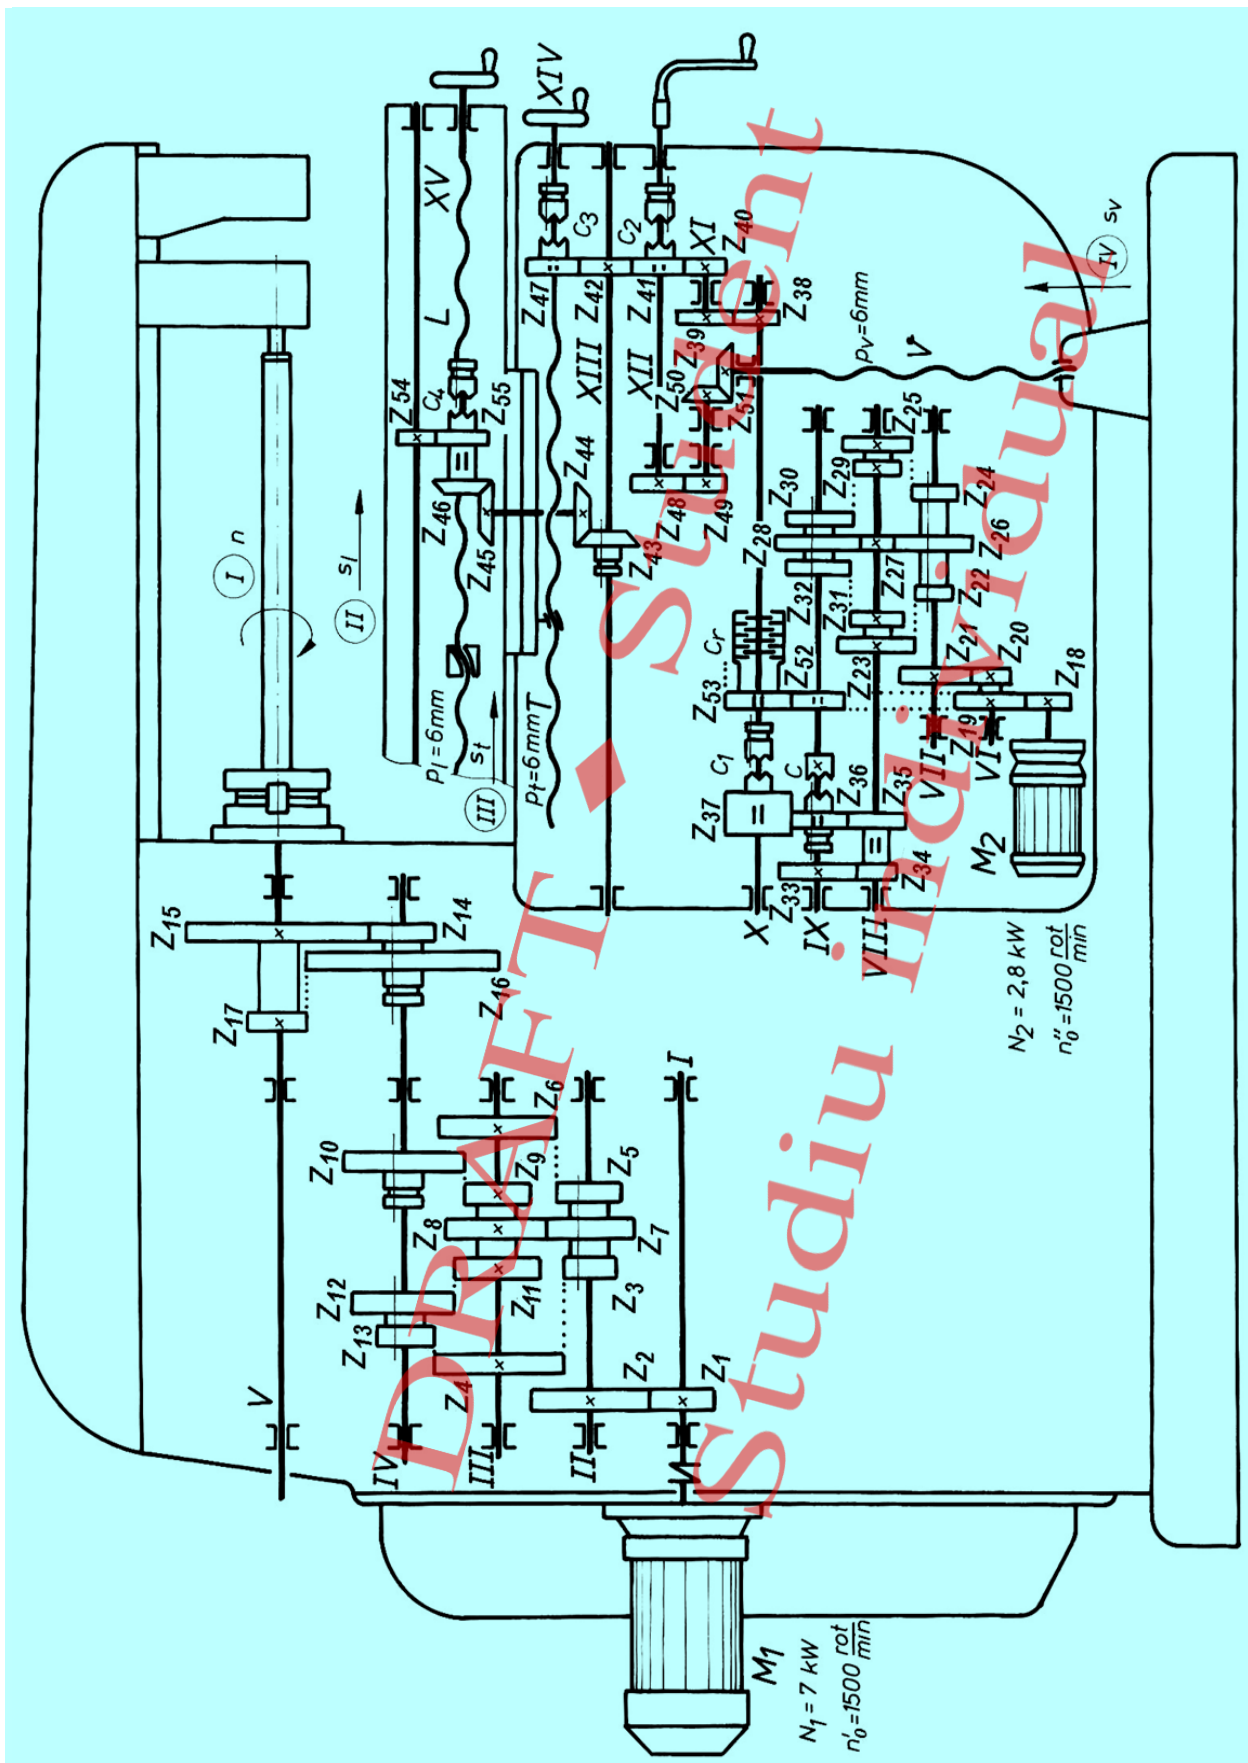 XIV
XV
L
C3
C2
XI
Z40
IV sv
Z54
C4
Z55
Z47
Z42
Z41
Z38
XIII
XII
Z39
Z50
Z51
pv=6mm
V
I n
II sl
Z46
Z45
Z44
Z43
Z48
Z49
Z30
Z29
Z25
Z24
Z28
Z26
Z27
Z22
Z32
Z31
Z21
Z20
Z23
Z18
Z52
Cr
Z53
pl=6mm
III st
pt=6mm T
C1
C
Z37
Z36
Z35
Z34
Z33
Z19
VI
VII
VIII
IX
X
M2
N2 = 2,8 kW
n0''=1500 rot/min
Z15
Z14
Z17
Z16
I
Z6
Z10
Z9
Z5
Z8
Z7
Z12
Z11
Z3
Z13
Z4
Z2
Z1
V
IV
III
II
M1
N1 = 7 kW
n0'=1500 rot/min
DRAFT ♦ Student
Studiu individual